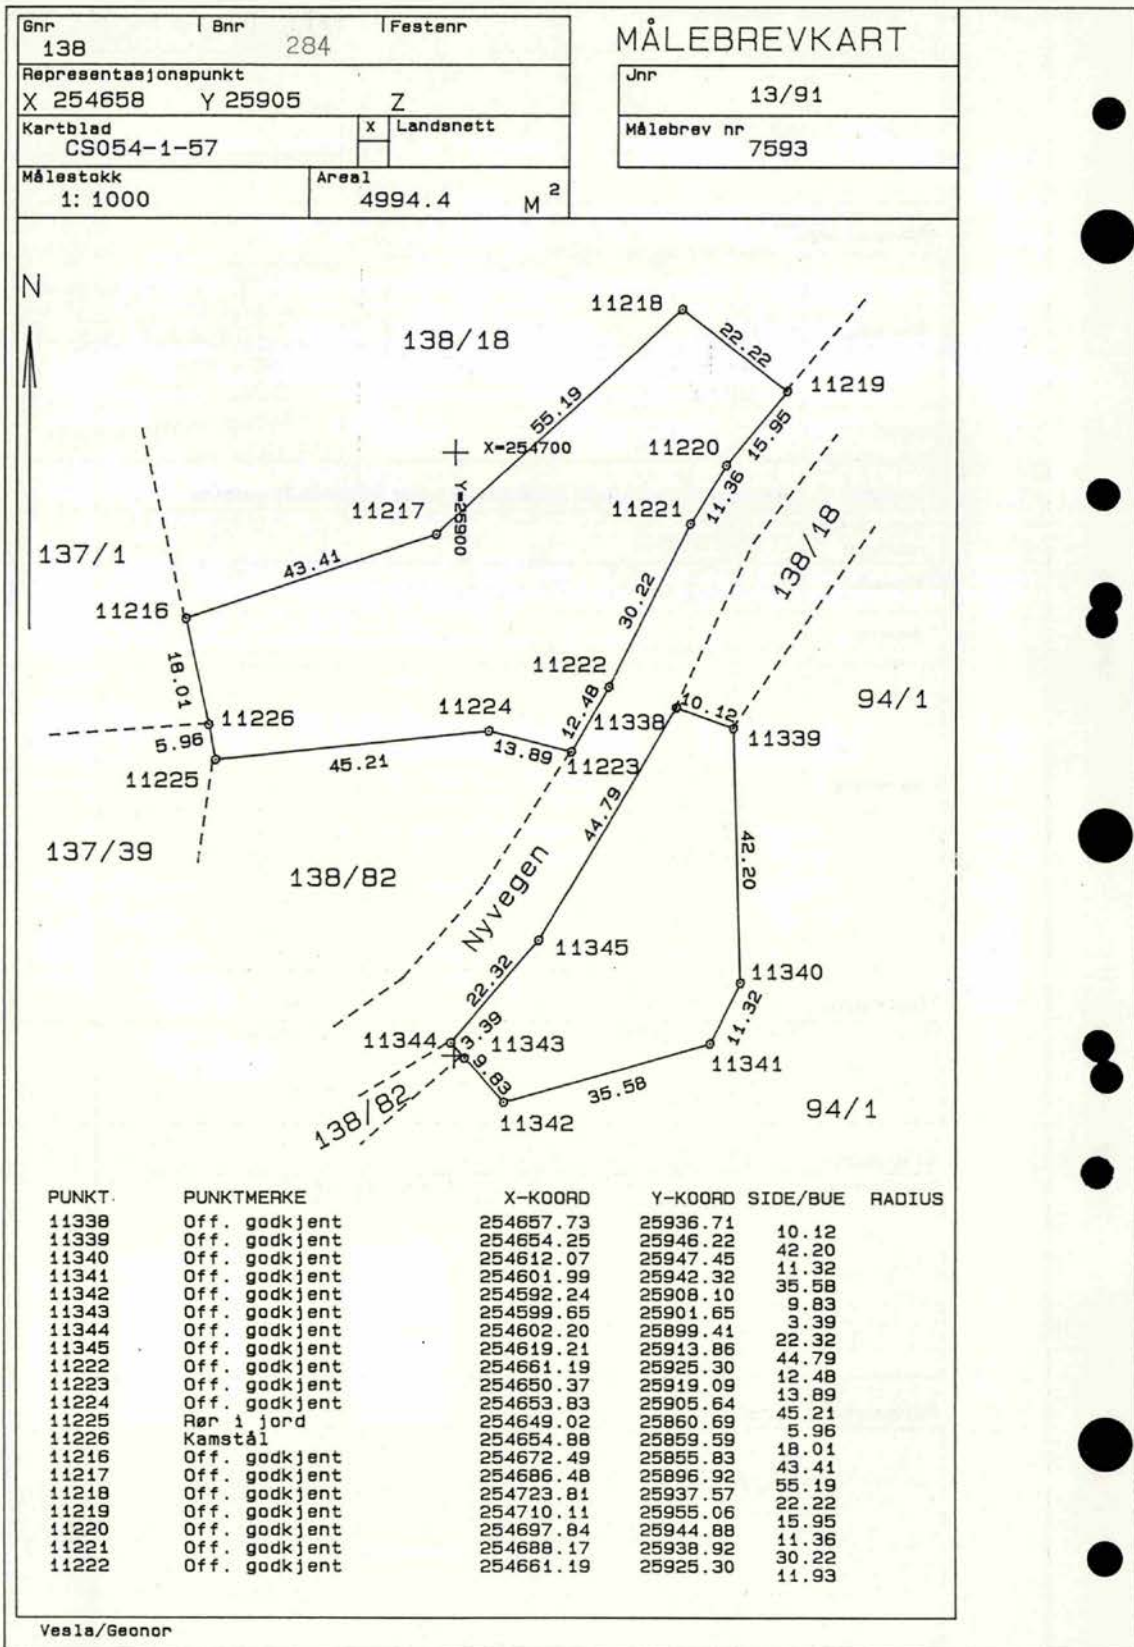 Gnr Bnr Festenr
138 284
MÅLEBREVKART
Representasjonspunkt
X 254658 Y 25905 Z
Jnr
13/91
Kartblad x Landsnett
CS054-1-57
Målebrev nr
7593
Målestokk Areal
1:1000 4994.4 M²
N
11218
22.22
138/18
11219
55.19
15.95
X=254700
11220
Y=25900
11.36
11217
11221
138/18
137/1
43.41
30.22
11216
18.01
11222
94/1
12.48
11226
11224
11338
10.12
11339
5.96
13.89
11223
11225
45.21
44.79
137/39
138/82
42.20
Nyvegen
11345
11340
22.32
11.32
11344
3.39
11343
11341
9.83
35.58
138/82
11342
94/1
PUNKT PUNKTMERKE X-KOORD Y-KOORD SIDE/BUE RADIUS
11338 Off. godkjent 254657.73 25936.71
10.12
11339 Off. godkjent 254654.25 25946.22
42.20
11340 Off. godkjent 254612.07 25947.45
11.32
11341 Off. godkjent 254601.99 25942.32
35.58
11342 Off. godkjent 254592.24 25908.10
9.83
11343 Off. godkjent 254599.65 25901.65
3.39
11344 Off. godkjent 254602.20 25899.41
22.32
11345 Off. godkjent 254619.21 25913.86
44.79
11222 Off. godkjent 254661.19 25925.30
12.48
11223 Off. godkjent 254650.37 25919.09
13.89
11224 Off. godkjent 254653.83 25905.64
45.21
11225 Rør i jord 254649.02 25860.69
5.96
11226 Kamstål 254654.88 25859.59
18.01
11216 Off. godkjent 254672.49 25855.83
43.41
11217 Off. godkjent 254686.48 25896.92
55.19
11218 Off. godkjent 254723.81 25937.57
22.22
11219 Off. godkjent 254710.11 25955.06
15.95
11220 Off. godkjent 254697.84 25944.88
11.36
11221 Off. godkjent 254688.17 25938.92
30.22
11222 Off. godkjent 254661.19 25925.30
11.93
Vesla/Geonor